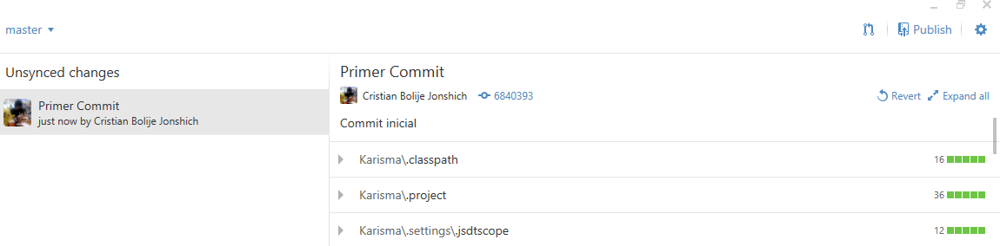 master
Publish
Unsynced changes
Primer Commit
just now by Cristian Bolije Jonshich
Primer Commit
Cristian Bolije Jonshich 6840393
Revert Expand all
Commit inicial
Karisma\.classpath 16
Karisma\.project 36
Karisma\.settings\.jsdtscope 12